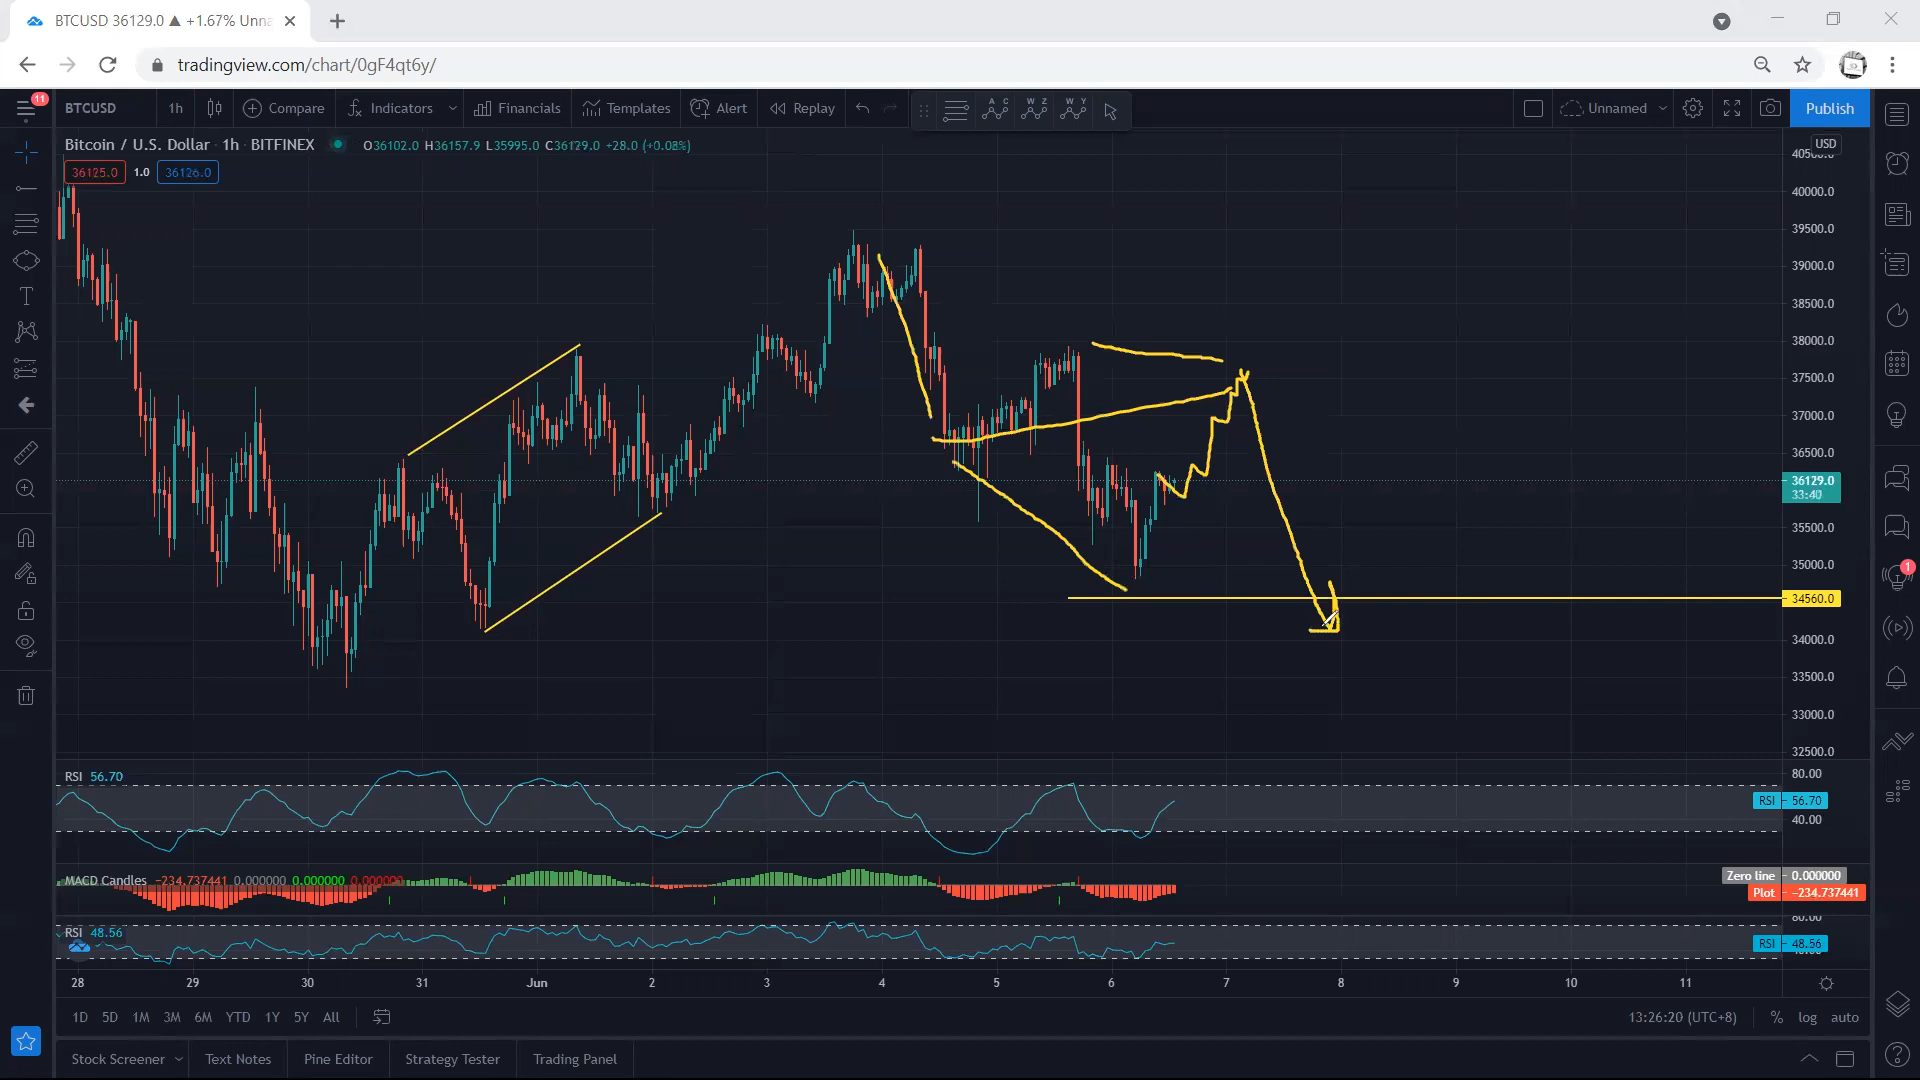 BTCUSD 36129.0 ▲ +1.67% Unna
tradingview.com/chart/0gF4qt6y/
11
BTCUSD 1h Compare Indicators Financials Templates Alert Replay A C W Z W Y Unnamed Publish
Bitcoin / U.S. Dollar · 1h · BITFINEX O36102.0 H36157.9 L35995.0 C36129.0 +28.0 (+0.08%)
36125.0 1.0 36126.0
USD
40500.0
40000.0
39500.0
39000.0
38500.0
38000.0
37500.0
37000.0
36500.0
36129.0
33:40
35500.0
35000.0
34560.0
34000.0
33500.0
33000.0
32500.0
1
RSI 56.70
80.00
RSI 56.70
40.00
MACD Candles −234.737441 0.000000 0.000000 0.000000
Zero line 0.000000
Plot −234.737441
RSI 48.56
80.00
RSI 48.56
28 29 30 31 Jun 2 3 4 5 6 7 8 9 10 11
1D 5D 1M 3M 6M YTD 1Y 5Y All 13:26:20 (UTC+8) % log auto
Stock Screener Text Notes Pine Editor Strategy Tester Trading Panel